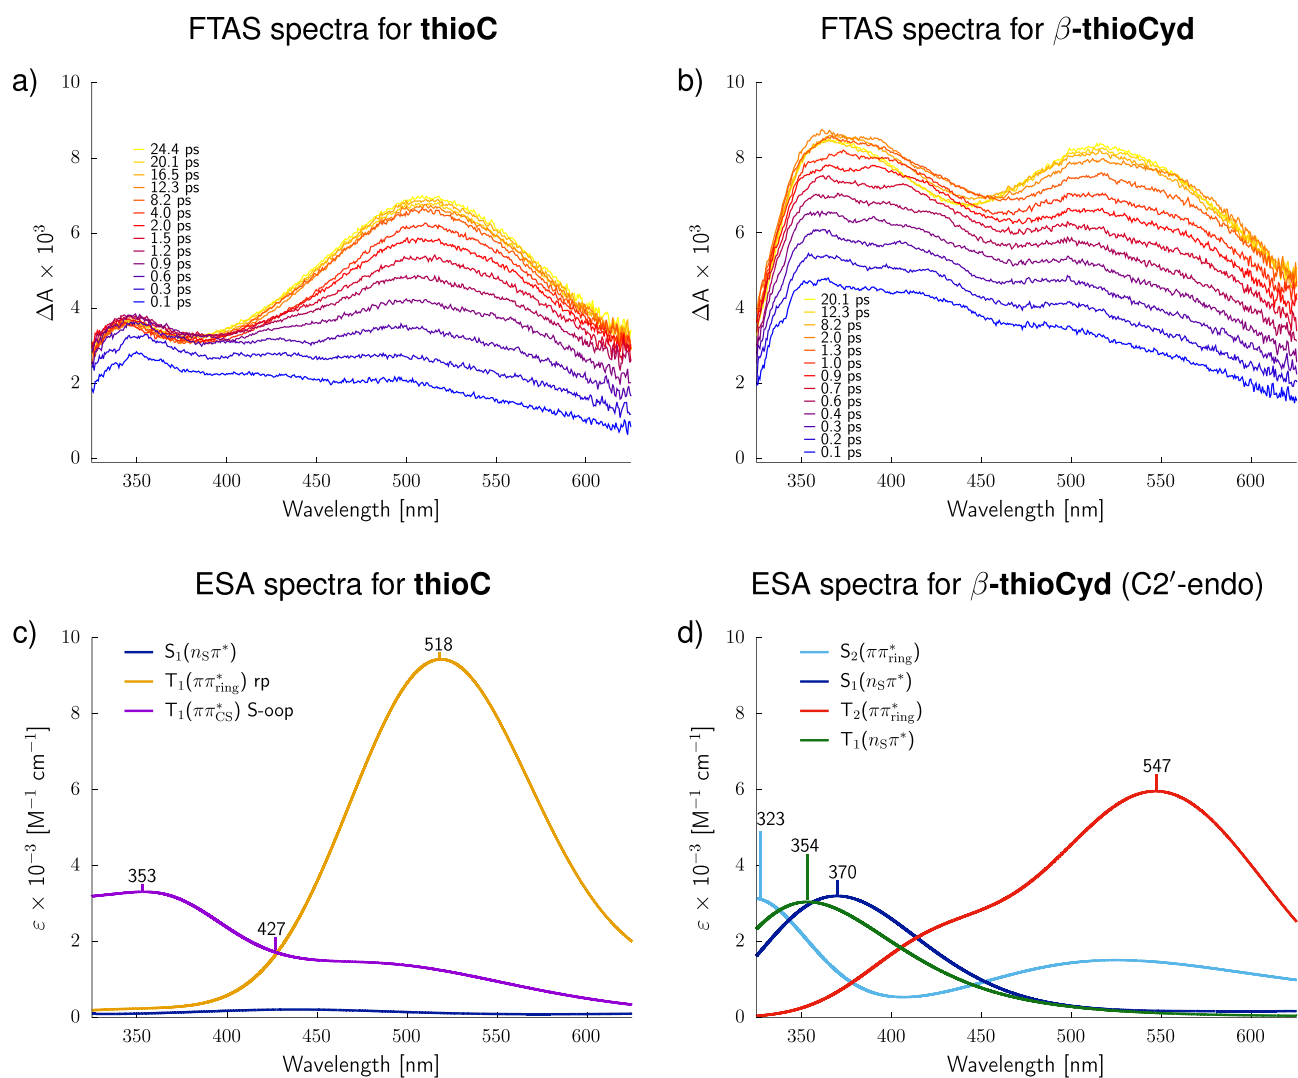 FTAS spectra for thioC
a)
10
8
6
4
2
0
ΔA × 10³
24.4 ps
20.1 ps
16.5 ps
12.3 ps
8.2 ps
4.0 ps
2.0 ps
1.5 ps
1.2 ps
0.9 ps
0.6 ps
0.3 ps
0.1 ps
350 400 450 500 550 600
Wavelength [nm]
FTAS spectra for β-thioCyd
b)
10
8
6
4
2
0
ΔA × 10³
20.1 ps
12.3 ps
8.2 ps
2.0 ps
1.3 ps
1.0 ps
0.9 ps
0.7 ps
0.6 ps
0.4 ps
0.3 ps
0.2 ps
0.1 ps
350 400 450 500 550 600
Wavelength [nm]
ESA spectra for thioC
c)
10
8
6
4
2
0
ε × 10⁻³ [M⁻¹ cm⁻¹]
S₁(n_Sπ*)
T₁(ππ*_ring) rp
T₁(ππ*_CS) S-oop
518
353
427
350 400 450 500 550 600
Wavelength [nm]
ESA spectra for β-thioCyd (C2′-endo)
d)
10
8
6
4
2
0
ε × 10⁻³ [M⁻¹ cm⁻¹]
S₂(ππ*_ring)
S₁(n_Sπ*)
T₂(ππ*_ring)
T₁(n_Sπ*)
547
323
354
370
350 400 450 500 550 600
Wavelength [nm]